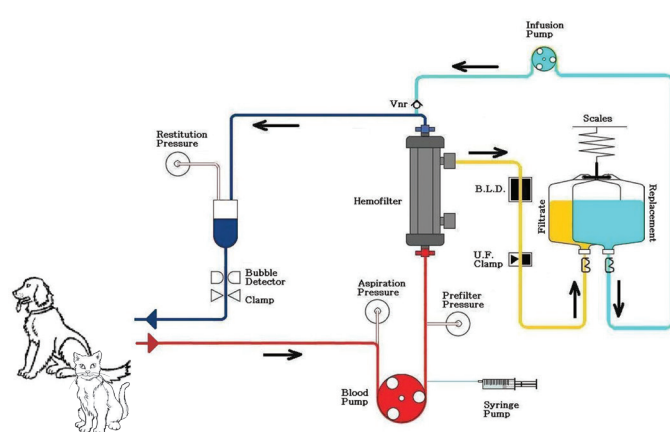 Infusion
Pump
Vnr
Scales
Restitution
Pressure
Hemofilter
B.L.D.
Filtrate
Replacement
U.F.
Clamp
Bubble
Detector
Clamp
Aspiration
Pressure
Prefilter
Pressure
Blood
Pump
Syringe
Pump